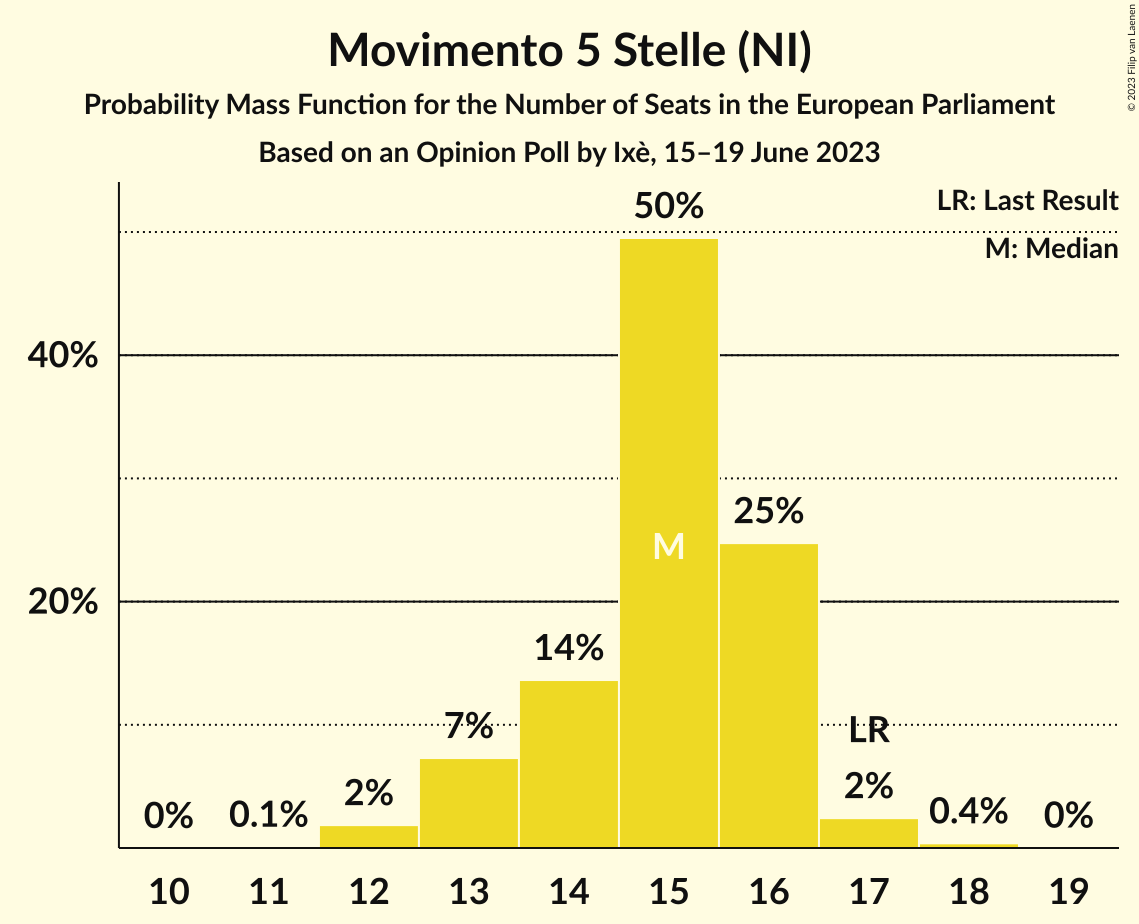 Movimento 5 Stelle (NI)
Probability Mass Function for the Number of Seats in the European Parliament
Based on an Opinion Poll by Ixè, 15–19 June 2023
© 2023 Filip van Laenen
LR: Last Result
M: Median
50%
40%
25%
M
20%
14%
7%
LR
2%
2%
0%
0.1%
0.4%
0%
10 11 12 13 14 15 16 17 18 19